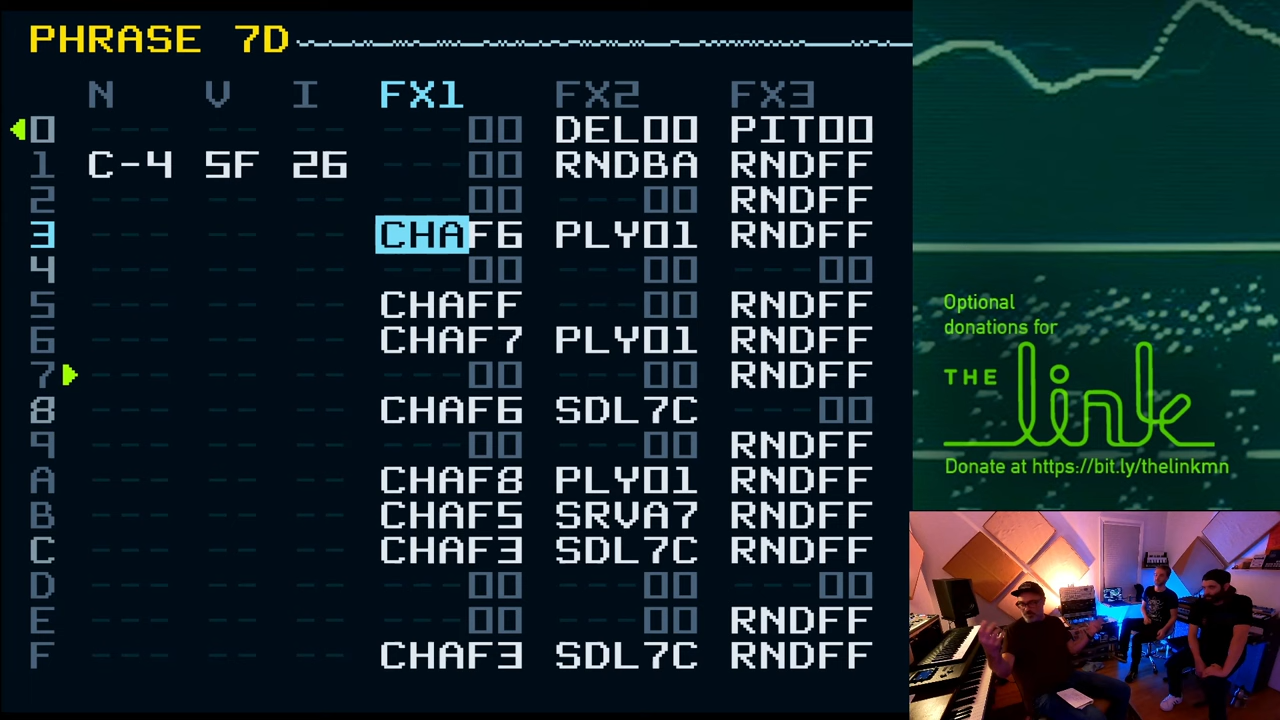 PHRASE 7D
N V I FX1 FX2 FX3
0 --- -- -- ---00 DEL00 PIT00
1 C-4 5F 26 ---00 RNDBA RNDFF
2 --- -- -- ---00 ---00 RNDFF
3 --- -- -- CHAF6 PLY01 RNDFF
4 --- -- -- ---00 ---00 ---00
5 --- -- -- CHAFF ---00 RNDFF
6 --- -- -- CHAF7 PLY01 RNDFF
7 --- -- -- ---00 ---00 RNDFF
8 --- -- -- CHAF6 SDL7C ---00
9 --- -- -- ---00 ---00 RNDFF
A --- -- -- CHAF8 PLY01 RNDFF
B --- -- -- CHAF5 SRVA7 RNDFF
C --- -- -- CHAF3 SDL7C RNDFF
D --- -- -- ---00 ---00 ---00
E --- -- -- ---00 ---00 RNDFF
F --- -- -- CHAF3 SDL7C RNDFF
Optional
donations for
THE link
Donate at https://bit.ly/thelinkmn